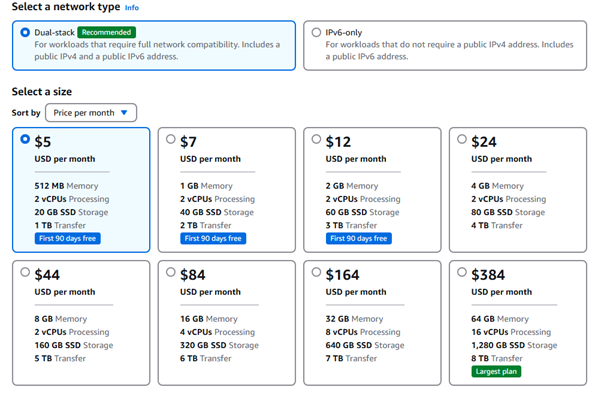 Select a network type Info
Dual-stack Recommended
For workloads that require full network compatibility. Includes a
public IPv4 and a public IPv6 address.
IPv6-only
For workloads that do not require a public IPv4 address. Includes
a public IPv6 address.
Select a size
Sort by Price per month
$5
USD per month
512 MB Memory
2 vCPUs Processing
20 GB SSD Storage
1 TB Transfer
First 90 days free
$7
USD per month
1 GB Memory
2 vCPUs Processing
40 GB SSD Storage
2 TB Transfer
First 90 days free
$12
USD per month
2 GB Memory
2 vCPUs Processing
60 GB SSD Storage
3 TB Transfer
First 90 days free
$24
USD per month
4 GB Memory
2 vCPUs Processing
80 GB SSD Storage
4 TB Transfer
$44
USD per month
8 GB Memory
2 vCPUs Processing
160 GB SSD Storage
5 TB Transfer
$84
USD per month
16 GB Memory
4 vCPUs Processing
320 GB SSD Storage
6 TB Transfer
$164
USD per month
32 GB Memory
8 vCPUs Processing
640 GB SSD Storage
7 TB Transfer
$384
USD per month
64 GB Memory
16 vCPUs Processing
1,280 GB SSD Storage
8 TB Transfer
Largest plan